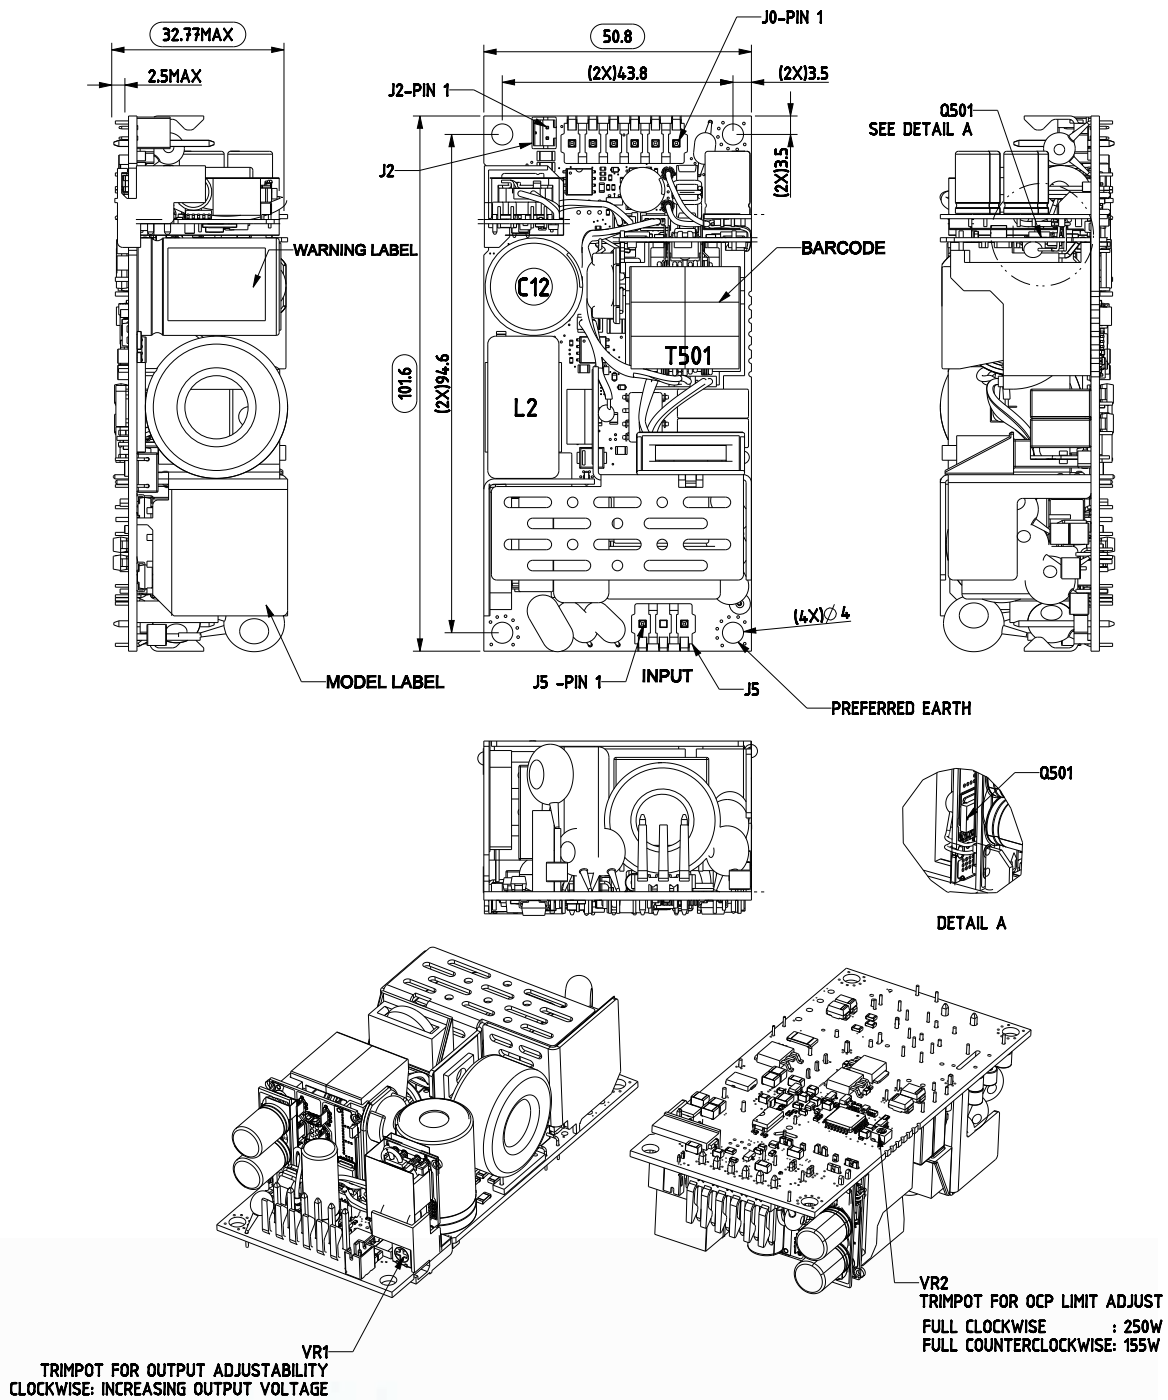 J0-PIN 1
32.77MAX
50.8
2.5MAX
(2X)43.8
(2X)3.5
J2-PIN 1
Q501
SEE DETAIL A
J2
(2X)3.5
WARNING LABEL
BARCODE
C12
T501
101.6
(2X)94.6
L2
(4X)Ø 4
MODEL LABEL
J5 -PIN 1
INPUT
J5
PREFERRED EARTH
Q501
DETAIL A
VR2
TRIMPOT FOR OCP LIMIT ADJUST
FULL CLOCKWISE : 250W
FULL COUNTERCLOCKWISE: 155W
VR1
TRIMPOT FOR OUTPUT ADJUSTABILITY
CLOCKWISE: INCREASING OUTPUT VOLTAGE